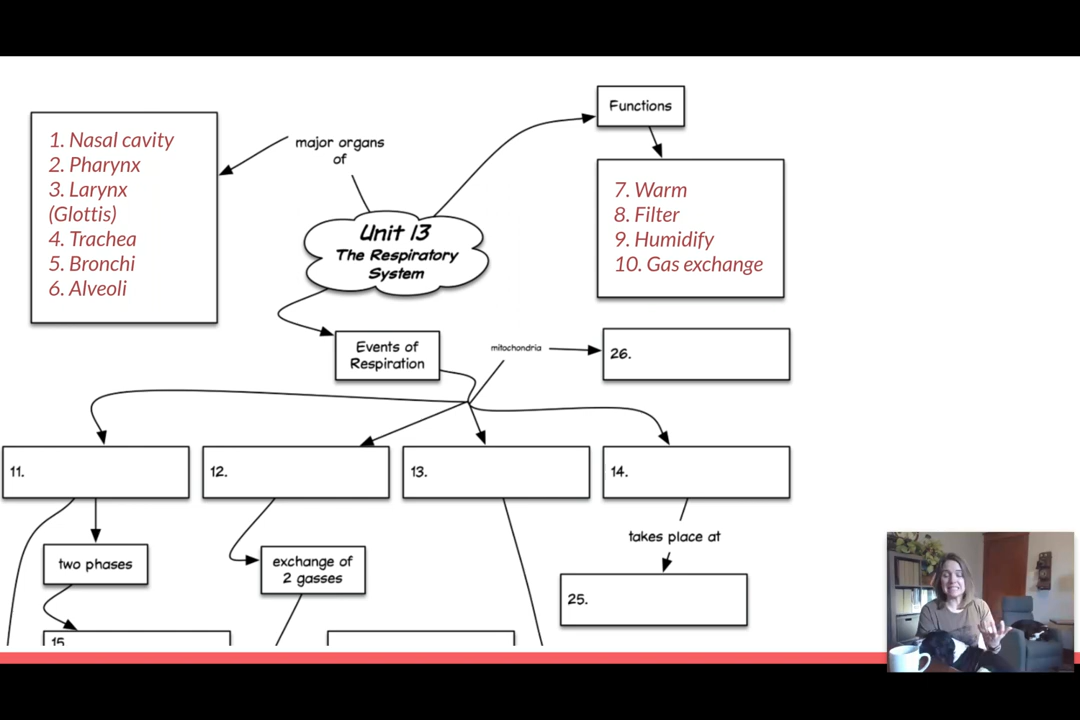 1. Nasal cavity
2. Pharynx
3. Larynx
(Glottis)
4. Trachea
5. Bronchi
6. Alveoli
major organs
of
Functions
7. Warm
8. Filter
9. Humidify
10. Gas exchange
Unit 13
The Respiratory
System
Events of
Respiration
mitochondria
26.
11.
12.
13.
14.
two phases
exchange of
2 gasses
takes place at
25.
15.